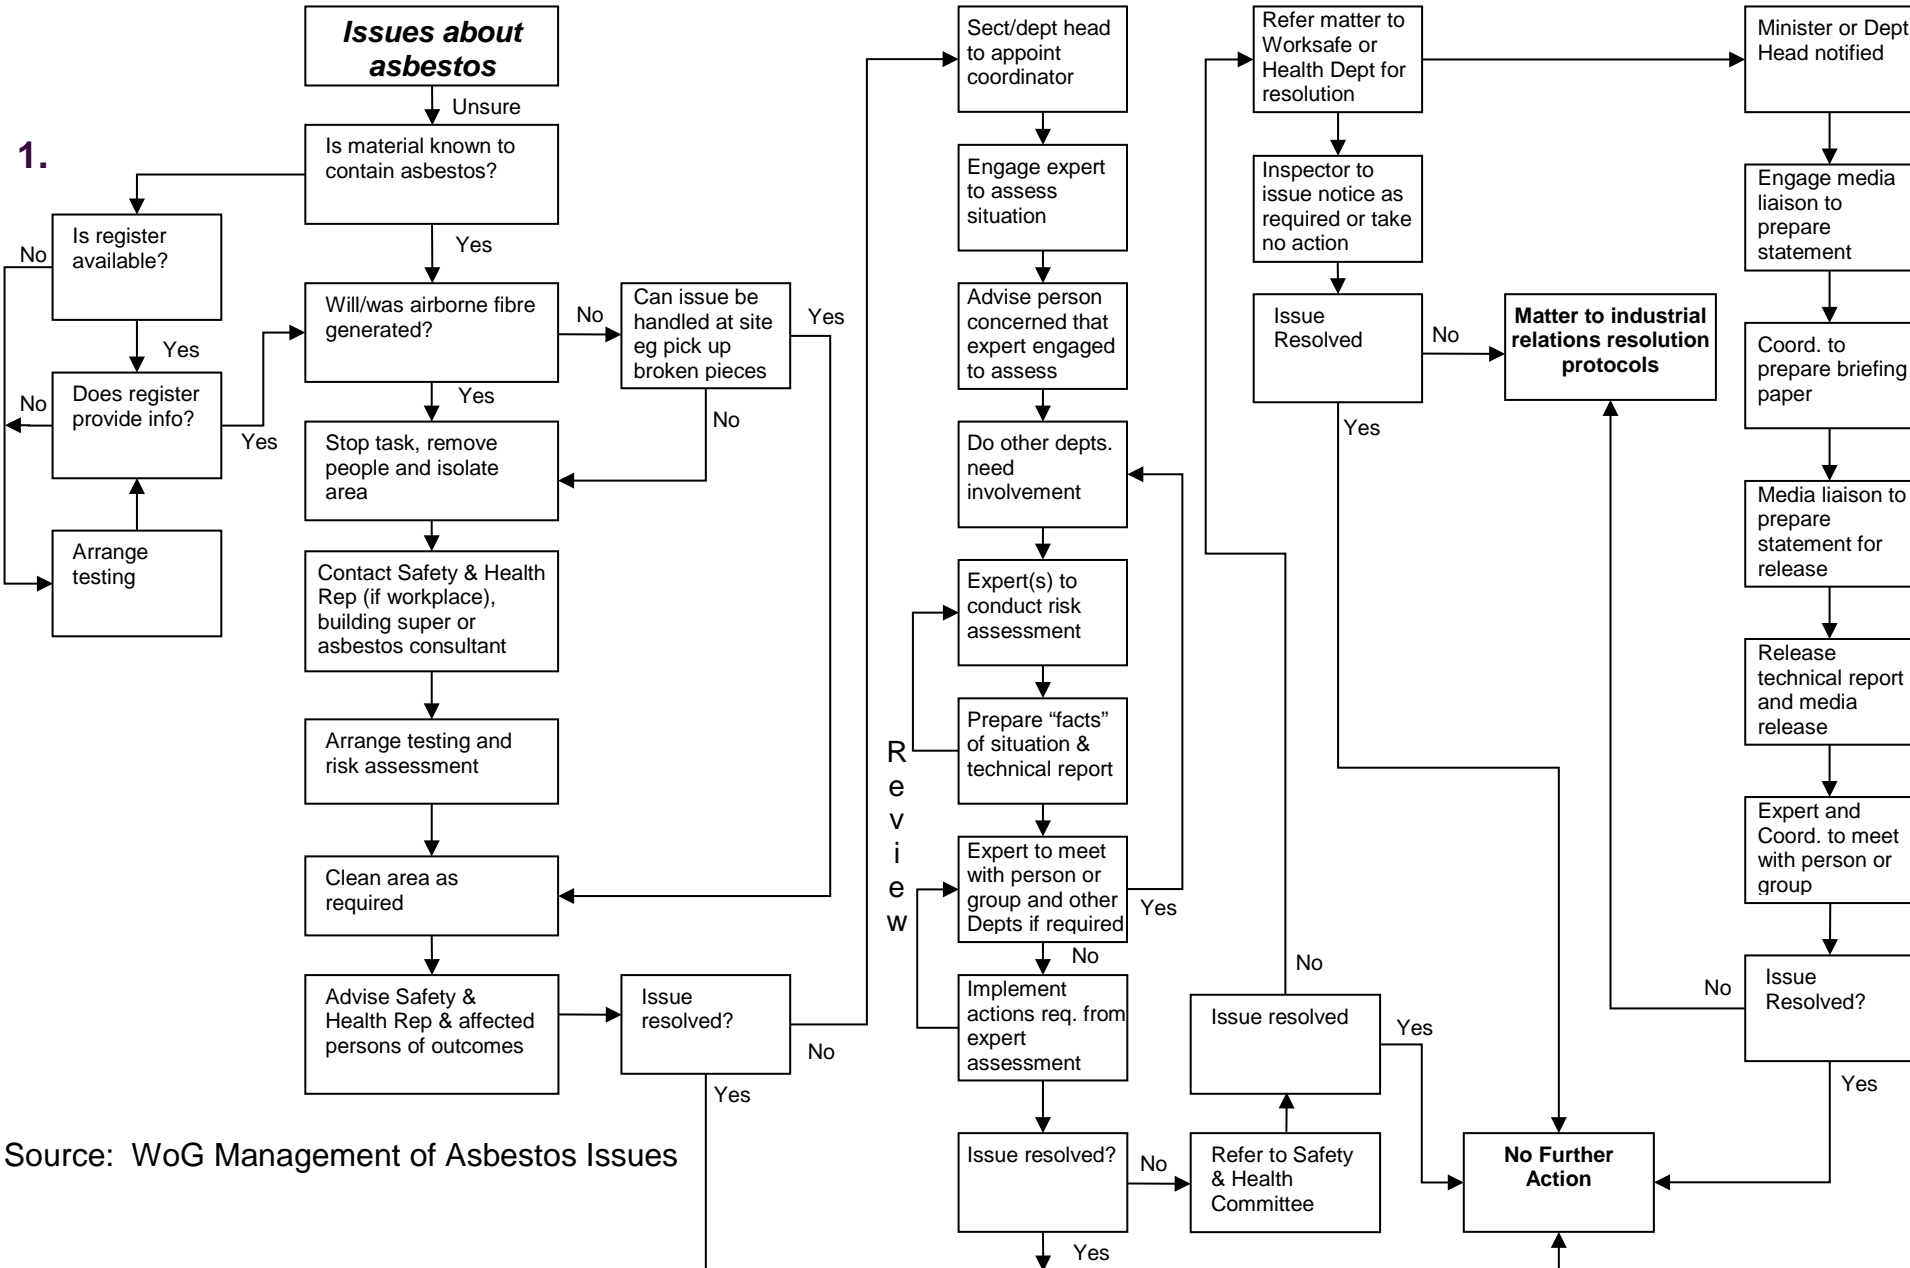 Issues about
asbestos
Unsure
1.
Is material known to
contain asbestos?
Yes
Is register
available?
No
Yes
Does register
provide info?
No
Yes
Arrange
testing
Will/was airborne fibre
generated?
No
Yes
Can issue be
handled at site
eg pick up
broken pieces
Yes
No
Stop task, remove
people and isolate
area
Contact Safety & Health
Rep (if workplace),
building super or
asbestos consultant
Arrange testing and
risk assessment
Clean area as
required
Advise Safety &
Health Rep & affected
persons of outcomes
Issue
resolved?
No
Yes
Source: WoG Management of Asbestos Issues
Sect/dept head
to appoint
coordinator
Engage expert
to assess
situation
Advise person
concerned that
expert engaged
to assess
Do other depts.
need
involvement
Expert(s) to
conduct risk
assessment
Prepare “facts”
of situation &
technical report
R
e
v
i
e
w
Expert to meet
with person or
group and other
Depts if required
Yes
No
Implement
actions req. from
expert
assessment
Issue resolved?
No
Yes
Refer to Safety
& Health
Committee
Issue resolved
No
Yes
Refer matter to
Worksafe or
Health Dept for
resolution
Inspector to
issue notice as
required or take
no action
Issue
Resolved
No
Yes
Matter to industrial
relations resolution
protocols
No Further
Action
Minister or Dept
Head notified
Engage media
liaison to
prepare
statement
Coord. to
prepare briefing
paper
Media liaison to
prepare
statement for
release
Release
technical report
and media
release
Expert and
Coord. to meet
with person or
group
Issue
Resolved?
No
Yes